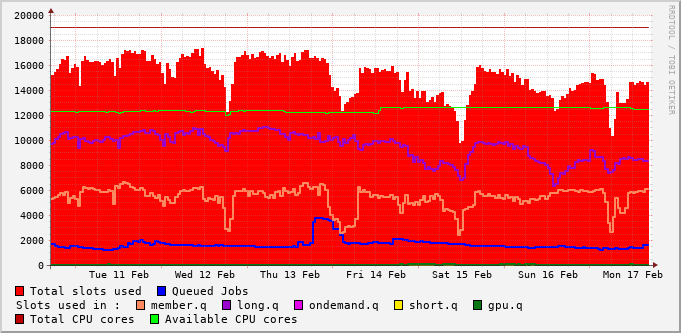 20000
18000
16000
14000
12000
10000
8000
6000
4000
2000
0
Tue 11 Feb Wed 12 Feb Thu 13 Feb Fri 14 Feb Sat 15 Feb Sun 16 Feb Mon 17 Feb
Total slots used Queued Jobs
Slots used in : member.q long.q ondemand.q short.q gpu.q
Total CPU cores Available CPU cores
RRDTOOL / TOBI OETIKER